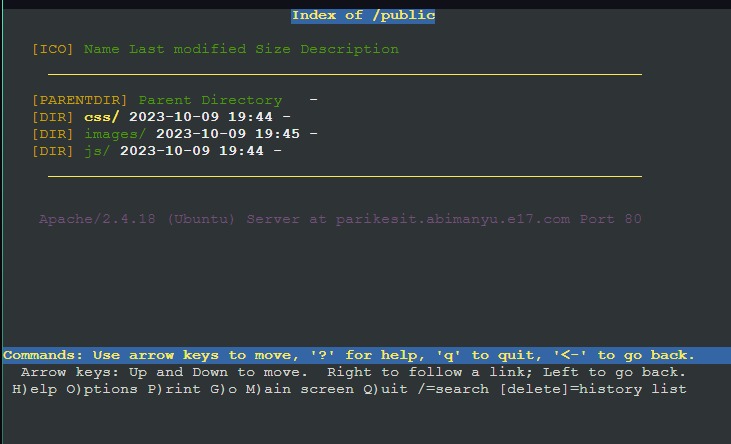 Index of /public
[ICO] Name Last modified Size Description
[PARENTDIR] Parent Directory -
[DIR] css/ 2023-10-09 19:44 -
[DIR] images/ 2023-10-09 19:45 -
[DIR] js/ 2023-10-09 19:44 -
Apache/2.4.18 (Ubuntu) Server at parikesit.abimanyu.e17.com Port 80
Commands: Use arrow keys to move, '?' for help, 'q' to quit, '<-' to go back.
Arrow keys: Up and Down to move. Right to follow a link; Left to go back.
H)elp O)ptions P)rint G)o M)ain screen Q)uit /=search [delete]=history list